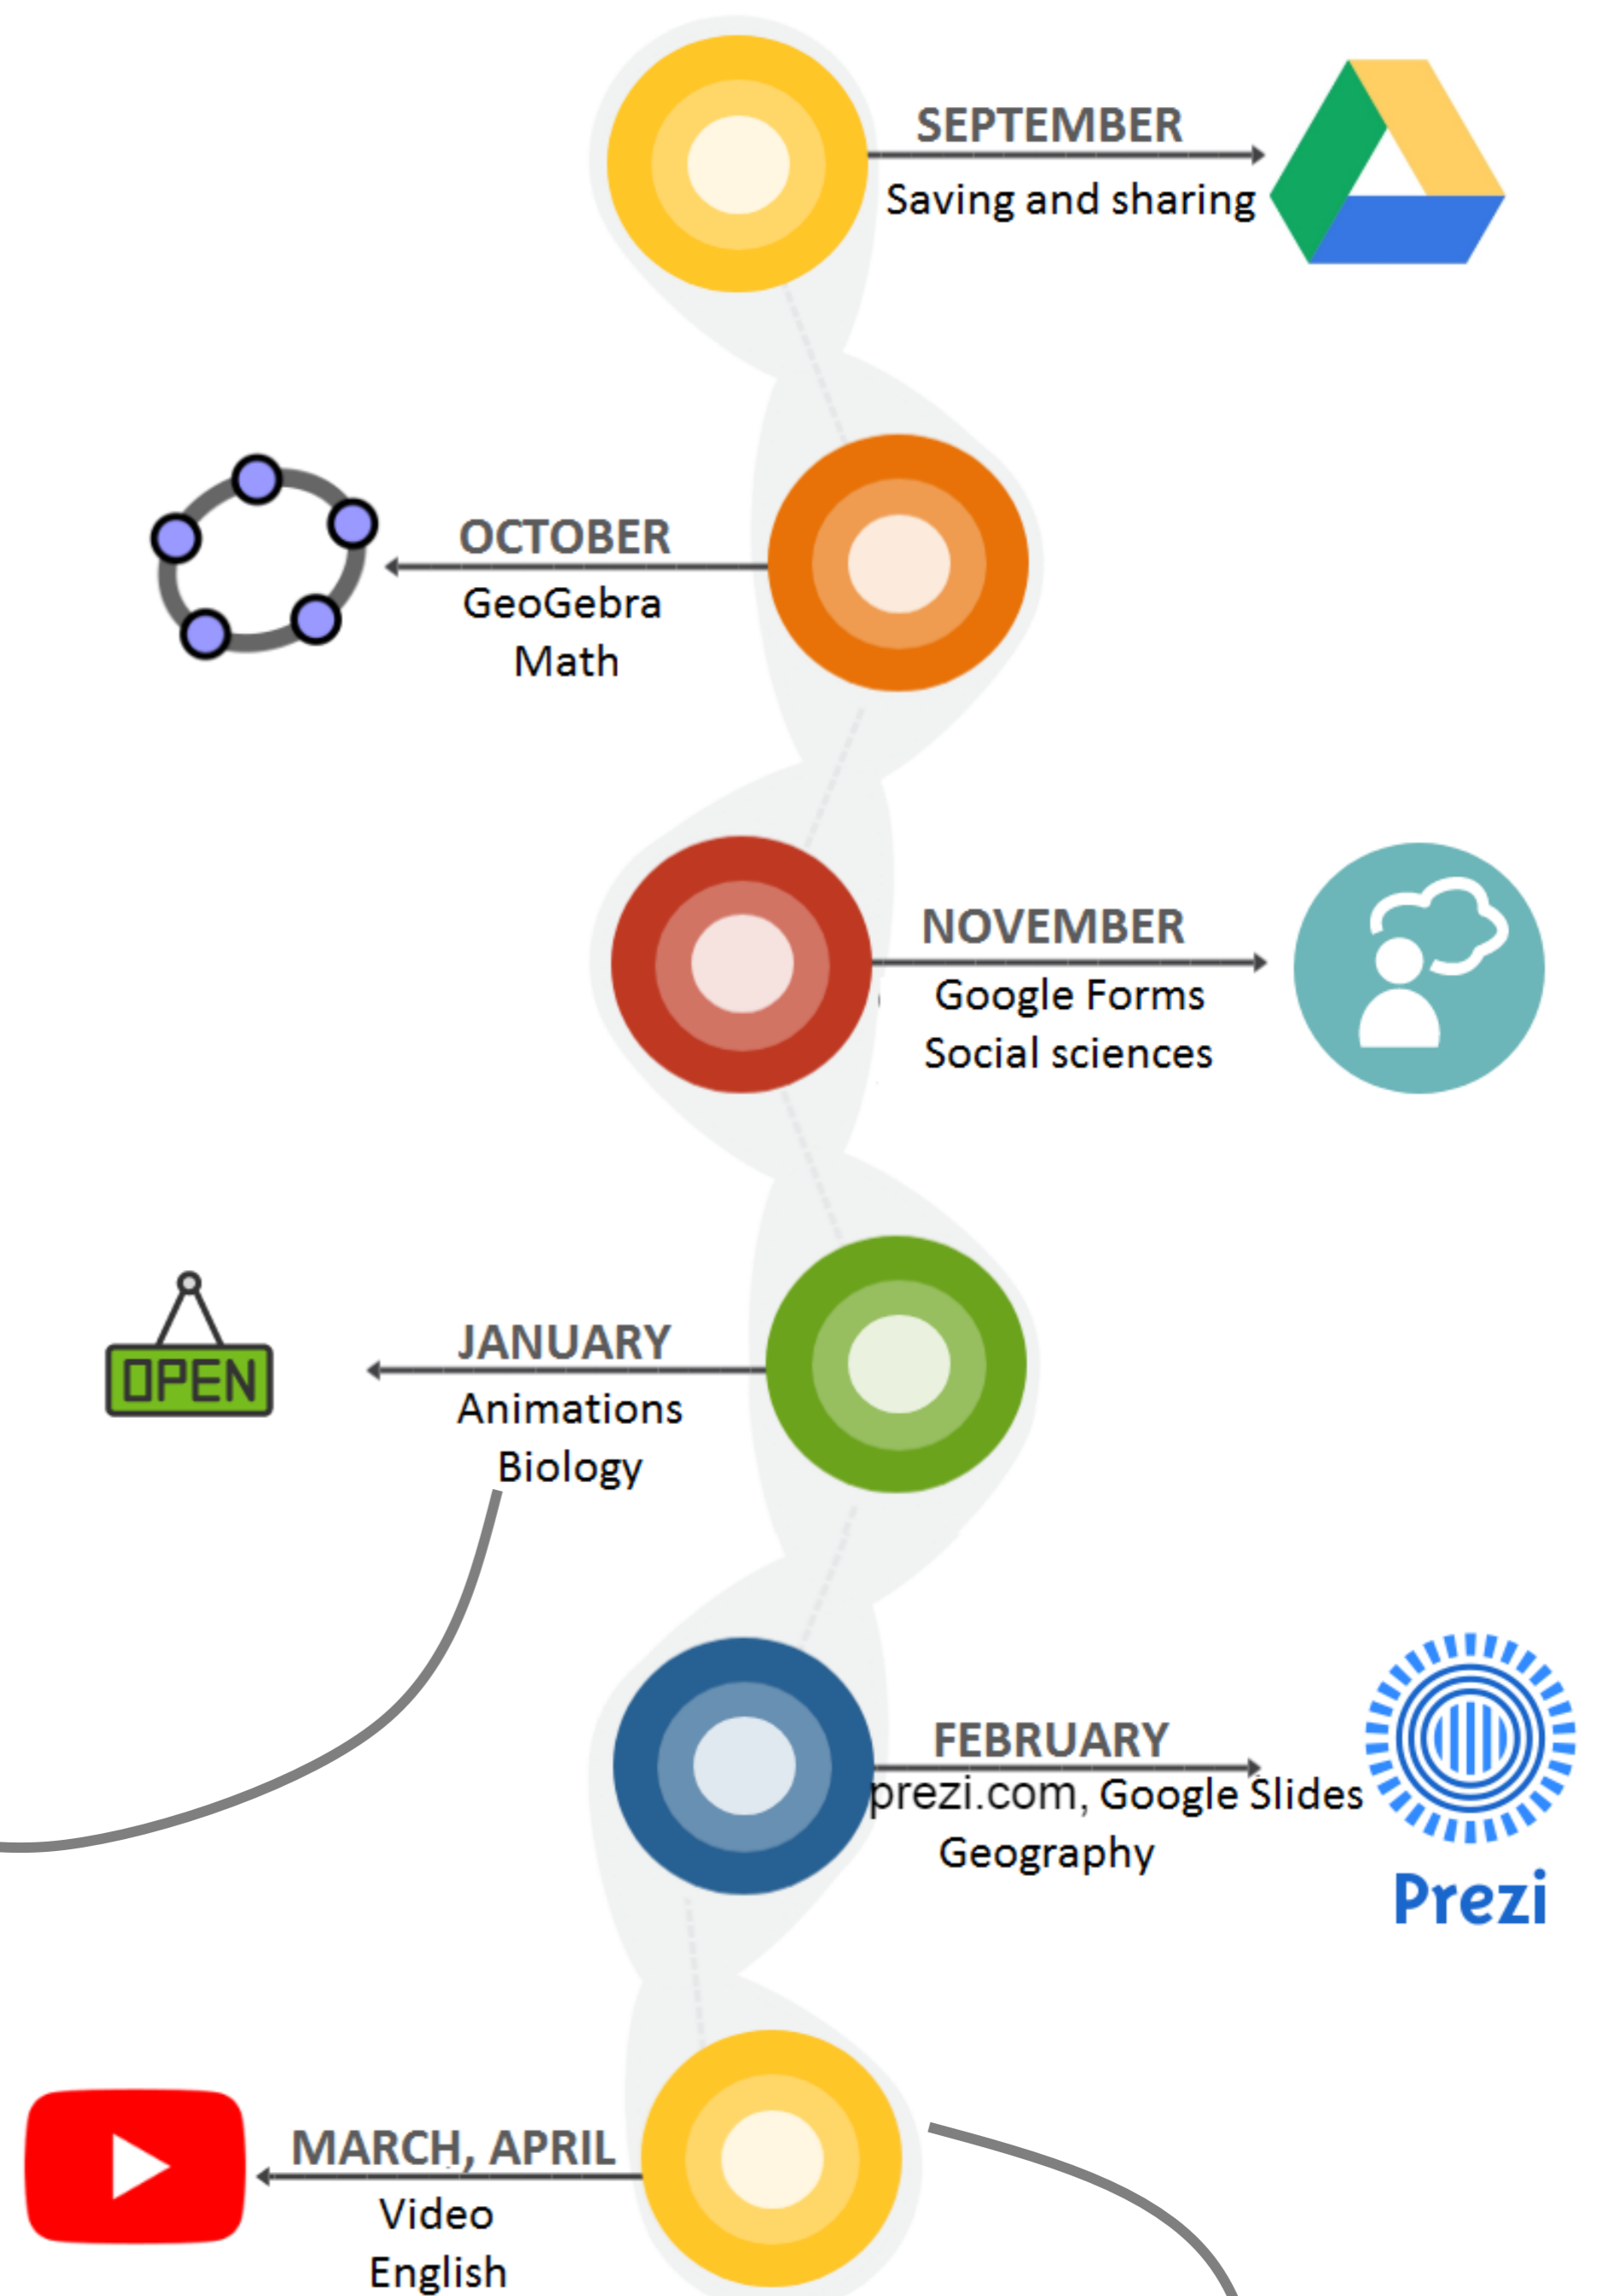 SEPTEMBER
Saving and sharing
OCTOBER
GeoGebra
Math
NOVEMBER
Google Forms
Social sciences
OPEN
JANUARY
Animations
Biology
FEBRUARY
prezi.com, Google Slides
Geography
Prezi
MARCH, APRIL
Video
English